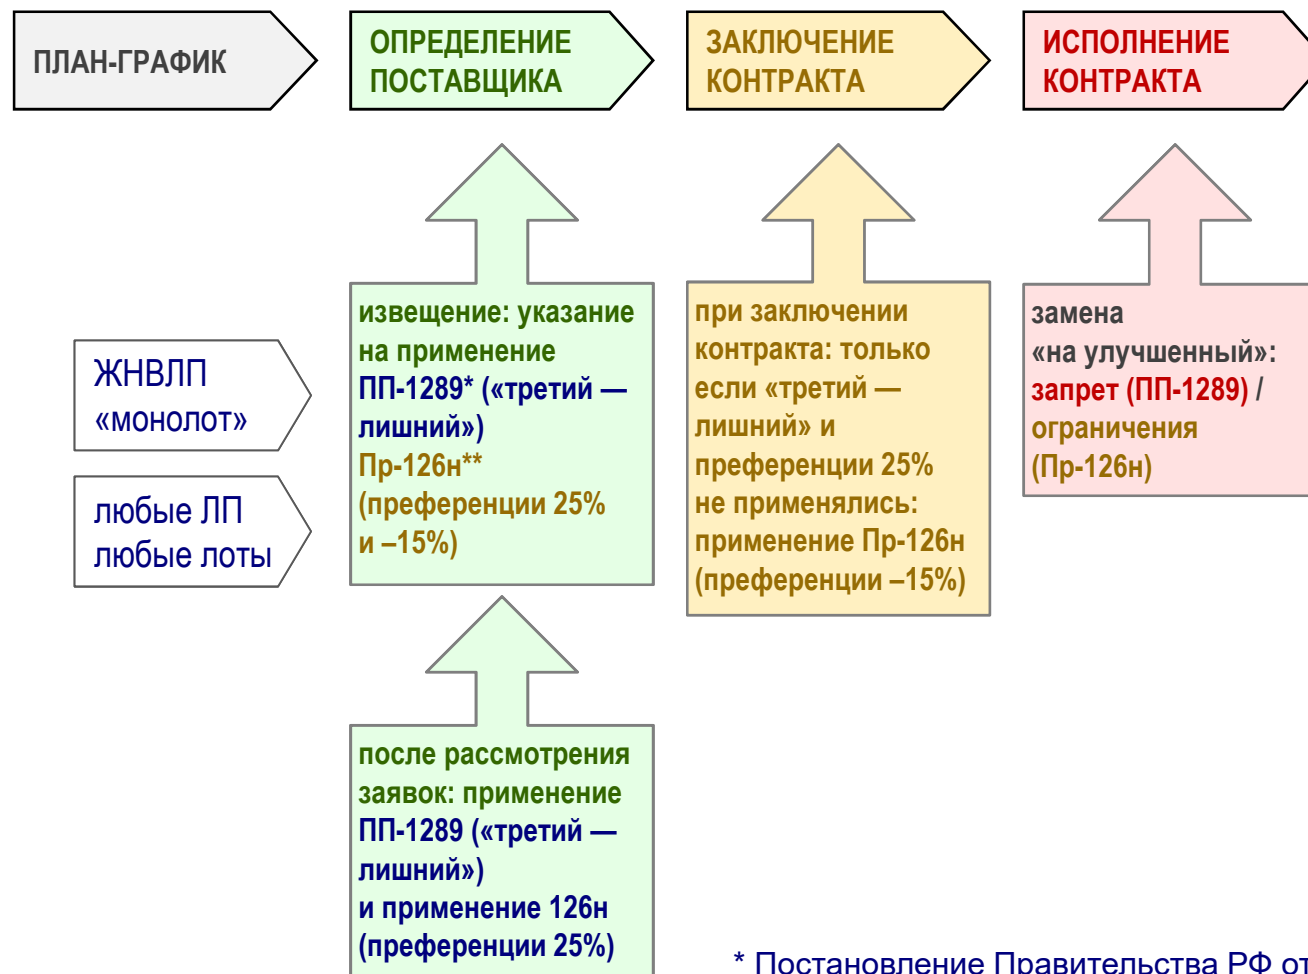 ПЛАН-ГРАФИК
ОПРЕДЕЛЕНИЕ
ПОСТАВЩИКА
ЗАКЛЮЧЕНИЕ
КОНТРАКТА
ИСПОЛНЕНИЕ
КОНТРАКТА
ЖНВЛП
«монолот»
любые ЛП
любые лоты
извещение: указание
на применение
ПП-1289* («третий —
лишний»)
Пр-126н**
(преференции 25%
и –15%)
при заключении
контракта: только
если «третий —
лишний» и
преференции 25%
не применялись:
применение Пр-126н
(преференции –15%)
замена
«на улучшенный»:
запрет (ПП-1289) /
ограничения
(Пр-126н)
после рассмотрения
заявок: применение
ПП-1289 («третий —
лишний»)
и применение 126н
(преференции 25%)
* Постановление Правительства РФ от